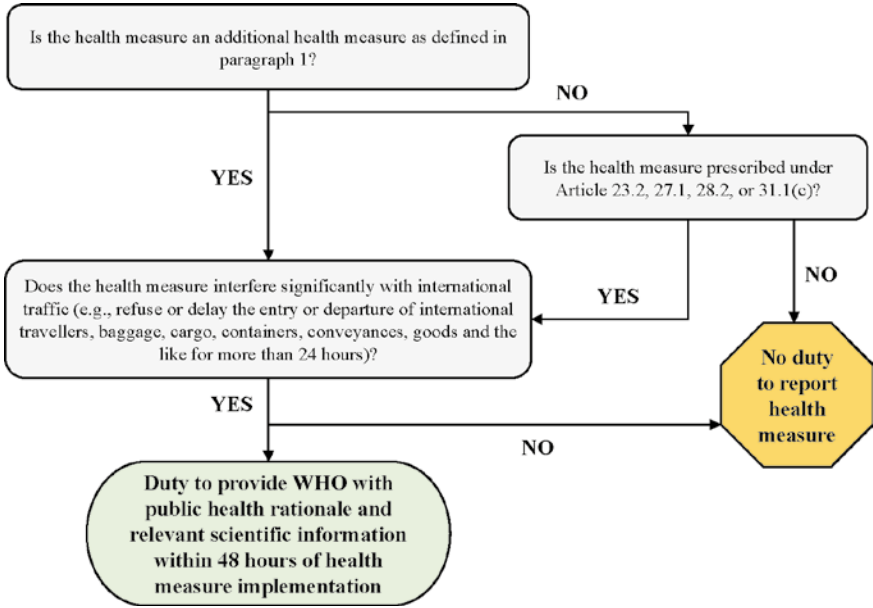 Is the health measure an additional health measure as defined in
paragraph 1?
NO
YES
Is the health measure prescribed under
Article 23.2, 27.1, 28.2, or 31.1(c)?
Does the health measure interfere significantly with international
traffic (e.g., refuse or delay the entry or departure of international
travellers, baggage, cargo, containers, conveyances, goods and the
like for more than 24 hours)?
YES
NO
No duty
to report
health
measure
YES
NO
Duty to provide WHO with
public health rationale and
relevant scientific information
within 48 hours of health
measure implementation